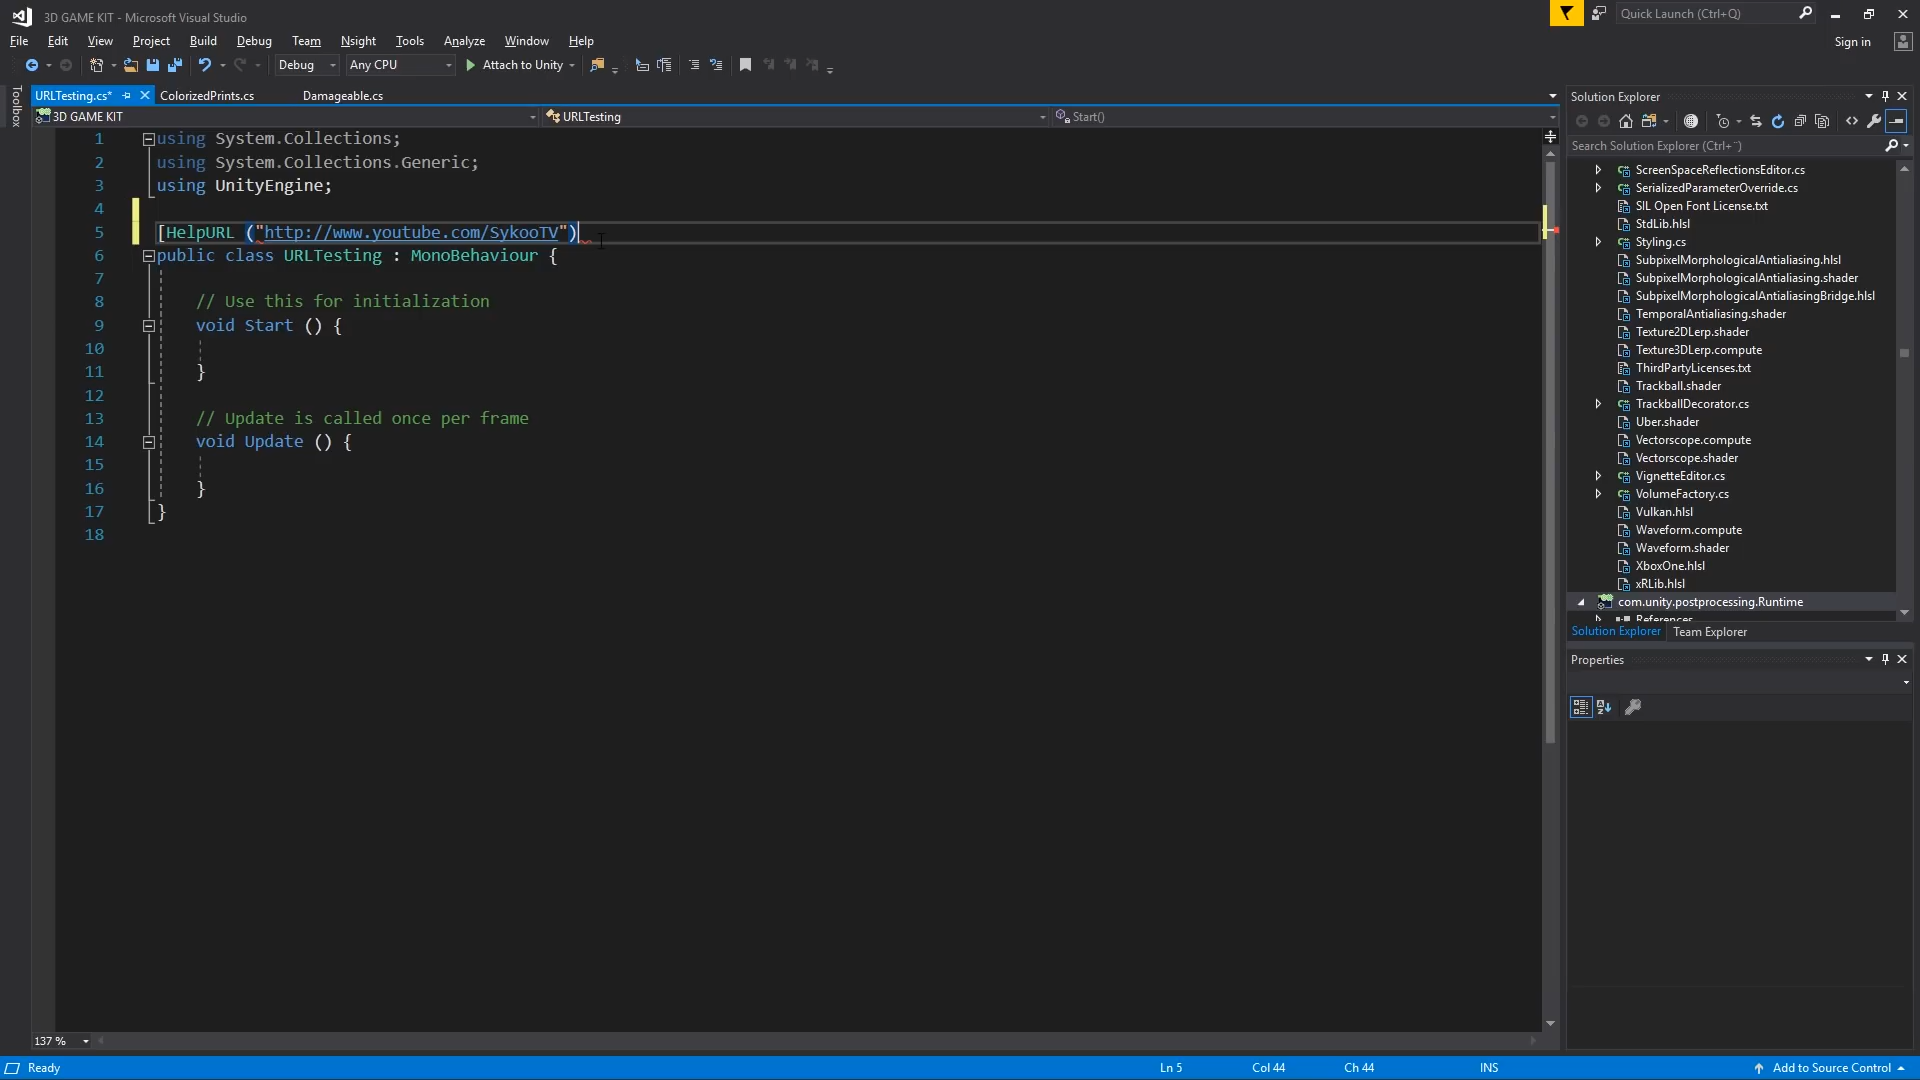 3D GAME KIT - Microsoft Visual Studio
Quick Launch (Ctrl+Q)
File Edit View Project Build Debug Team Nsight Tools Analyze Window Help
Sign in
Debug Any CPU Attach to Unity
Toolbox
URLTesting.cs* ColorizedPrints.cs Damageable.cs
3D GAME KIT URLTesting Start()
1 using System.Collections;
2 using System.Collections.Generic;
3 using UnityEngine;
4
5 [HelpURL ("http://www.youtube.com/SykooTV")
6 public class URLTesting : MonoBehaviour {
7
8 // Use this for initialization
9 void Start () {
10
11 }
12
13 // Update is called once per frame
14 void Update () {
15
16 }
17 }
18
137 %
Solution Explorer
Search Solution Explorer (Ctrl+¨)
ScreenSpaceReflectionsEditor.cs
SerializedParameterOverride.cs
SIL Open Font License.txt
StdLib.hlsl
Styling.cs
SubpixelMorphologicalAntialiasing.hlsl
SubpixelMorphologicalAntialiasing.shader
SubpixelMorphologicalAntialiasingBridge.hlsl
TemporalAntialiasing.shader
Texture2DLerp.shader
Texture3DLerp.compute
ThirdPartyLicenses.txt
Trackball.shader
TrackballDecorator.cs
Uber.shader
Vectorscope.compute
Vectorscope.shader
VignetteEditor.cs
VolumeFactory.cs
Vulkan.hlsl
Waveform.compute
Waveform.shader
XboxOne.hlsl
xRLib.hlsl
com.unity.postprocessing.Runtime
References
Solution Explorer Team Explorer
Properties
Ready Ln 5 Col 44 Ch 44 INS Add to Source Control